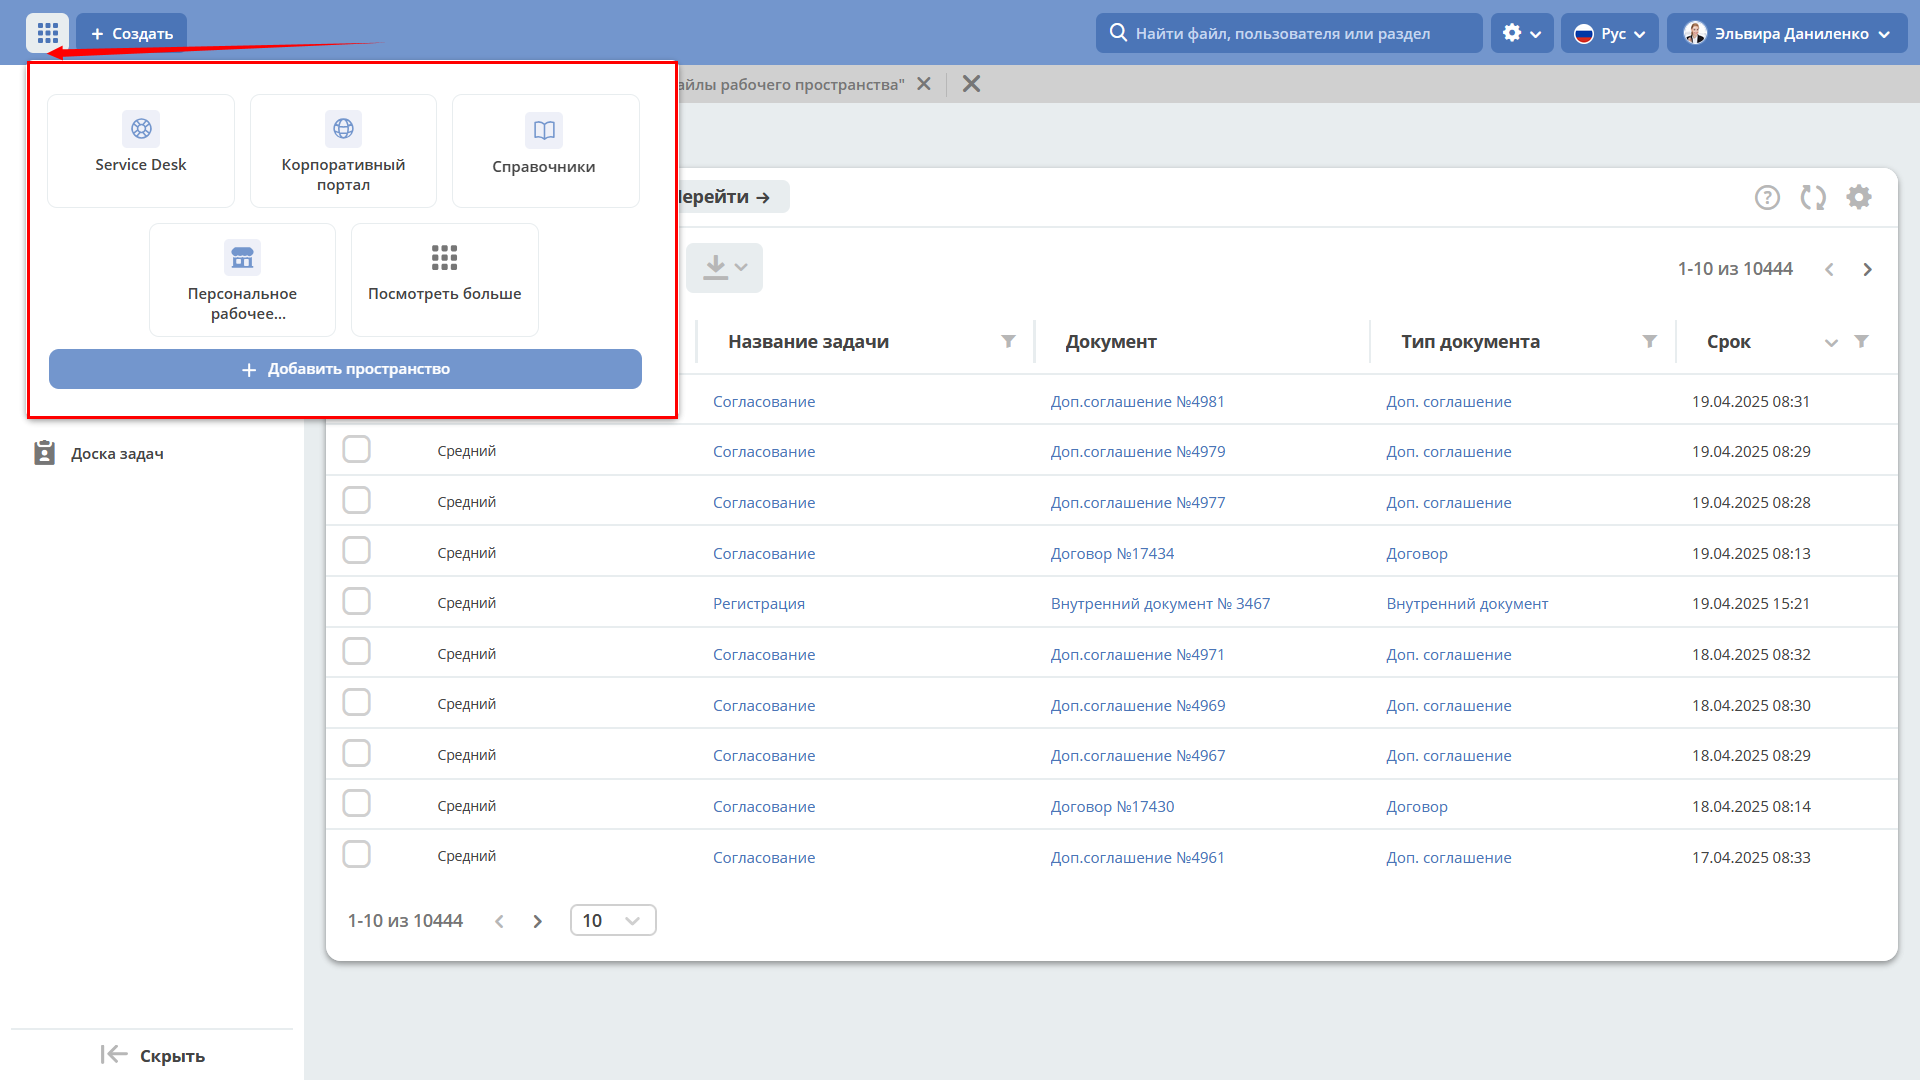 Создать
Найти файл, пользователя или раздел
Рус
Эльвира Даниленко
айлы рабочего пространства"
Service Desk
Корпоративный
портал
Справочники
Персональное
рабочее...
Посмотреть больше
Добавить пространство
ерейти →
1-10 из 10444
Название задачи
Документ
Тип документа
Срок
Согласование Доп.соглашение №4981 Доп. соглашение 19.04.2025 08:31
Доска задач
Средний Согласование Доп.соглашение №4979 Доп. соглашение 19.04.2025 08:29
Средний Согласование Доп.соглашение №4977 Доп. соглашение 19.04.2025 08:28
Средний Согласование Договор №17434 Договор 19.04.2025 08:13
Средний Регистрация Внутренний документ № 3467 Внутренний документ 19.04.2025 15:21
Средний Согласование Доп.соглашение №4971 Доп. соглашение 18.04.2025 08:32
Средний Согласование Доп.соглашение №4969 Доп. соглашение 18.04.2025 08:30
Средний Согласование Доп.соглашение №4967 Доп. соглашение 18.04.2025 08:29
Средний Согласование Договор №17430 Договор 18.04.2025 08:14
Средний Согласование Доп.соглашение №4961 Доп. соглашение 17.04.2025 08:33
1-10 из 10444
10
Скрыть